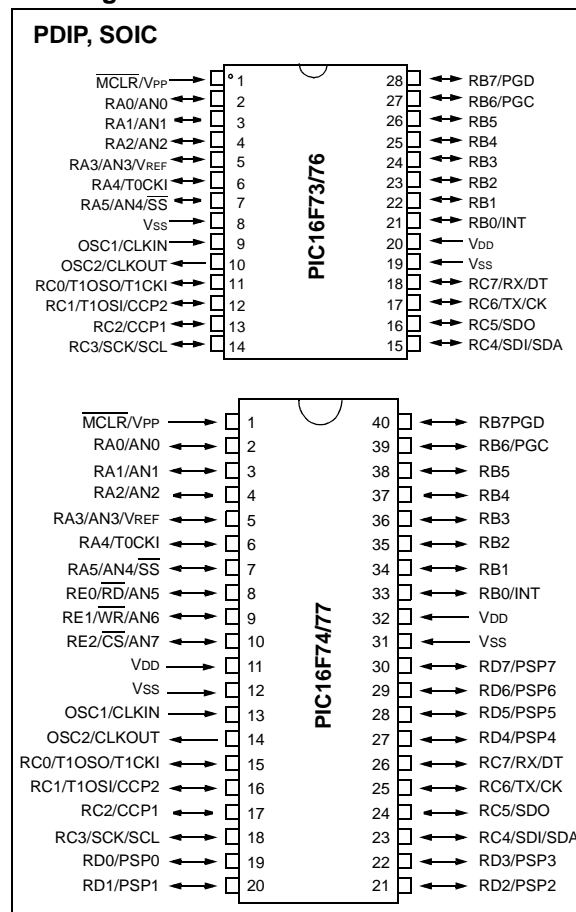 PDIP, SOIC
MCLR/VPP 1 28 RB7/PGD
RA0/AN0 2 27 RB6/PGC
RA1/AN1 3 26 RB5
RA2/AN2 4 25 RB4
RA3/AN3/VREF 5 24 RB3
RA4/T0CKI 6 23 RB2
RA5/AN4/SS 7 22 RB1
VSS 8 21 RB0/INT
OSC1/CLKIN 9 20 VDD
OSC2/CLKOUT 10 19 VSS
RC0/T1OSO/T1CKI 11 18 RC7/RX/DT
RC1/T1OSI/CCP2 12 17 RC6/TX/CK
RC2/CCP1 13 16 RC5/SDO
RC3/SCK/SCL 14 15 RC4/SDI/SDA
PIC16F73/76
MCLR/VPP 1 40 RB7PGD
RA0/AN0 2 39 RB6/PGC
RA1/AN1 3 38 RB5
RA2/AN2 4 37 RB4
RA3/AN3/VREF 5 36 RB3
RA4/T0CKI 6 35 RB2
RA5/AN4/SS 7 34 RB1
RE0/RD/AN5 8 33 RB0/INT
RE1/WR/AN6 9 32 VDD
RE2/CS/AN7 10 31 VSS
VDD 11 30 RD7/PSP7
VSS 12 29 RD6/PSP6
OSC1/CLKIN 13 28 RD5/PSP5
OSC2/CLKOUT 14 27 RD4/PSP4
RC0/T1OSO/T1CKI 15 26 RC7/RX/DT
RC1/T1OSI/CCP2 16 25 RC6/TX/CK
RC2/CCP1 17 24 RC5/SDO
RC3/SCK/SCL 18 23 RC4/SDI/SDA
RD0/PSP0 19 22 RD3/PSP3
RD1/PSP1 20 21 RD2/PSP2
PIC16F74/77